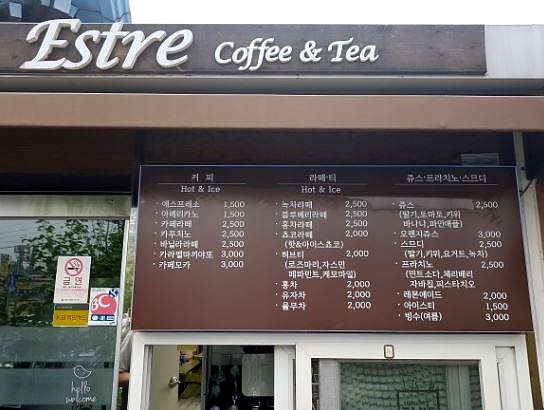 Estre Coffee & Tea
커 피
Hot & Ice
· 에스프레소 1,500
· 아메리카노 1,500
· 카페라떼 2,500
· 카푸치노 2,500
· 바닐라라떼 2,500
· 카라멜마끼야또 3,000
· 카페모카 3,000
라떼·티
Hot & Ice
· 녹차라떼 2,500
· 블루베리라떼 2,500
· 홍차라떼 2,500
· 쵸코라떼 2,000
(핫&아이스쵸코)
· 허브티 2,000
(로즈마리,자스민
페파민트,케모마일)
· 홍차 2,000
· 유자차 2,000
· 율무차 2,000
쥬스·프라치노·스므디
· 쥬스 2,500
(딸기,토마토,키위
바나나,파인애플)
· 오렌지쥬스 3,000
· 스므디 2,500
(딸기,키위,요거트,녹차)
· 프라치노 2,500
(민트소다,체리베리
자바칩,피스타치오
· 레몬에이드 2,000
· 아이스티 1,500
· 빙수(여름) 3,000
금연
BC
hello
welcome